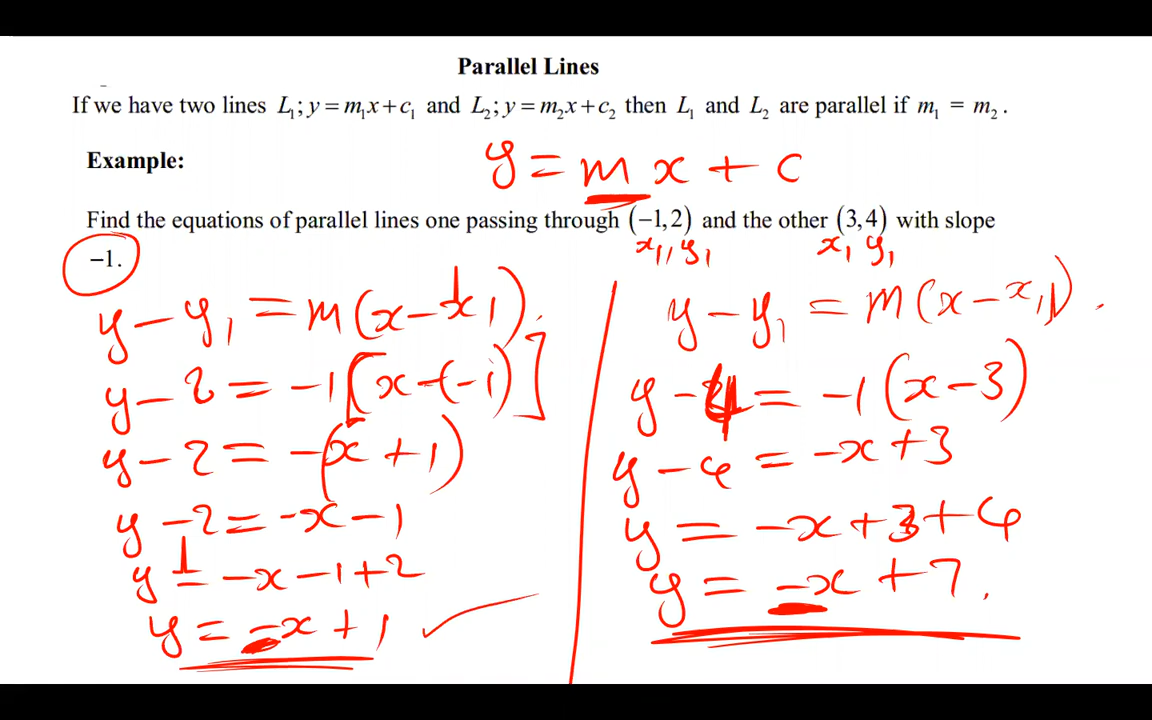 Parallel Lines
If we have two lines L₁; y = m₁x + c₁ and L₂; y = m₂x + c₂ then L₁ and L₂ are parallel if m₁ = m₂.
Example:
y = mx + c
Find the equations of parallel lines one passing through (−1,2) and the other (3,4) with slope
x₁, y₁
x₁ y₁
−1.
y − y₁ = m(x − x₁).
y − 2 = −1[x − (−1)]
y − 2 = −(x + 1)
y − 2 = −x − 1
y = −x − 1 + 2
y = −x + 1
y − y₁ = m(x − x₁).
y − 4 = −1(x − 3)
y − 4 = −x + 3
y = −x + 3 + 4
y = −x + 7.